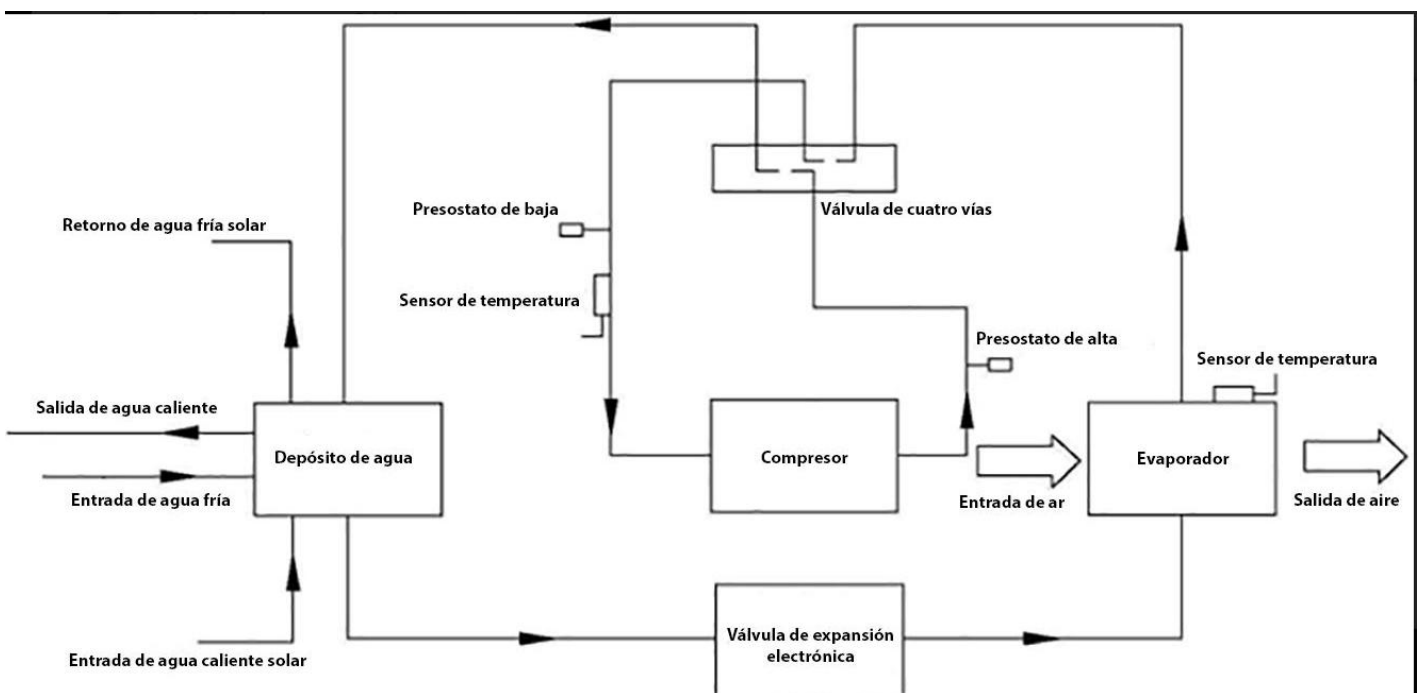 Presostato de baja
Válvula de cuatro vías
Retorno de agua fría solar
Sensor de temperatura
Presostato de alta
Sensor de temperatura
Salida de agua caliente
Depósito de agua
Compresor
Evaporador
Entrada de agua fría
Entrada de ar
Salida de aire
Válvula de expansión
electrónica
Entrada de agua caliente solar